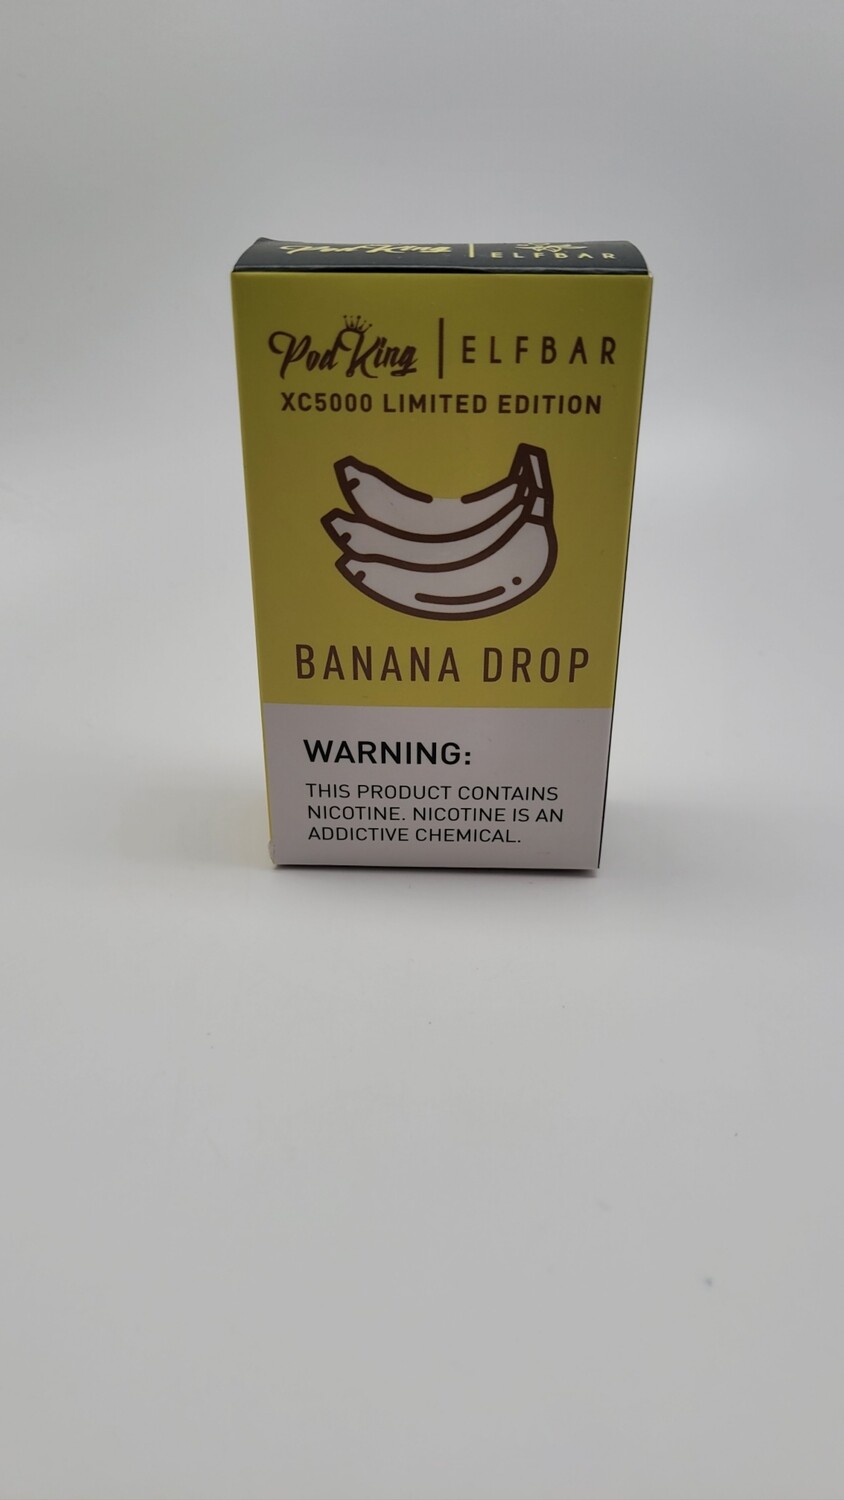 Pod King | ELFBAR
Pod King | ELFBAR
XC5000 LIMITED EDITION
BANANA DROP
WARNING:
THIS PRODUCT CONTAINS
NICOTINE. NICOTINE IS AN
ADDICTIVE CHEMICAL.